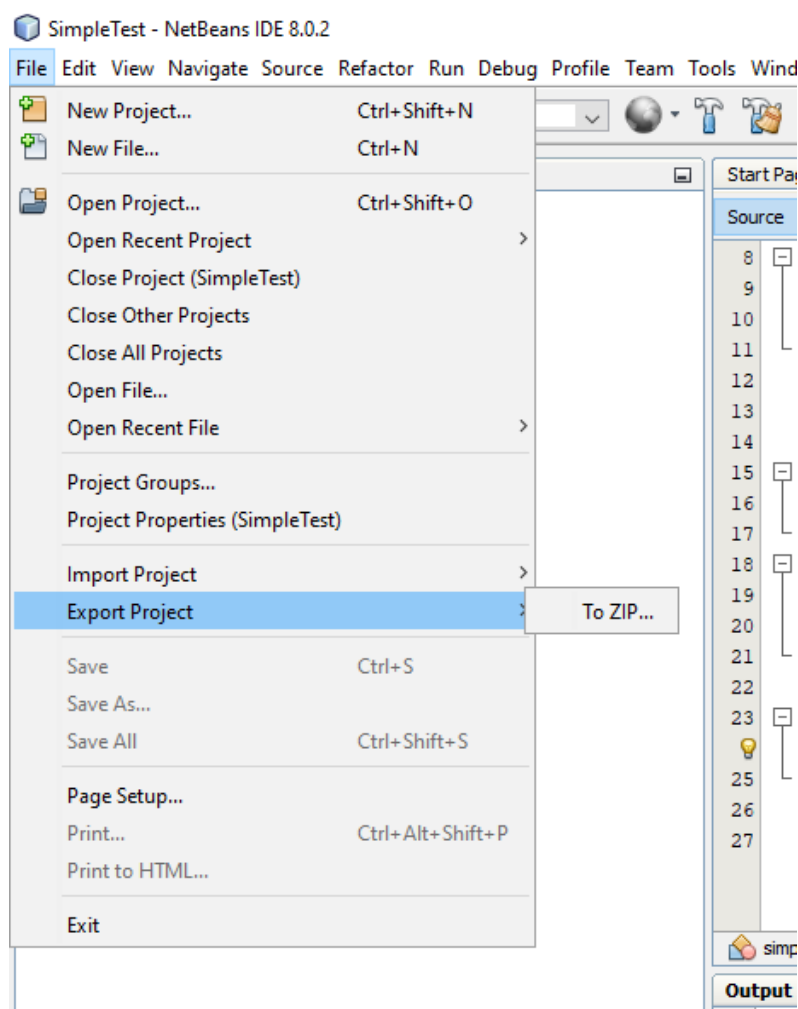 SimpleTest - NetBeans IDE 8.0.2
File Edit View Navigate Source Refactor Run Debug Profile Team Tools Wind
New Project... Ctrl+Shift+N
New File... Ctrl+N
Start Pa
Open Project... Ctrl+Shift+O
Source
Open Recent Project
8
Close Project (SimpleTest)
9
Close Other Projects
10
Close All Projects
11
Open File...
12
Open Recent File
13
14
Project Groups...
15
16
Project Properties (SimpleTest)
17
Import Project
18
Export Project
To ZIP...
19
20
Save Ctrl+S
21
Save As...
22
Save All Ctrl+Shift+S
23
25
Page Setup...
26
Print... Ctrl+Alt+Shift+P
27
Print to HTML...
Exit
simp
Output